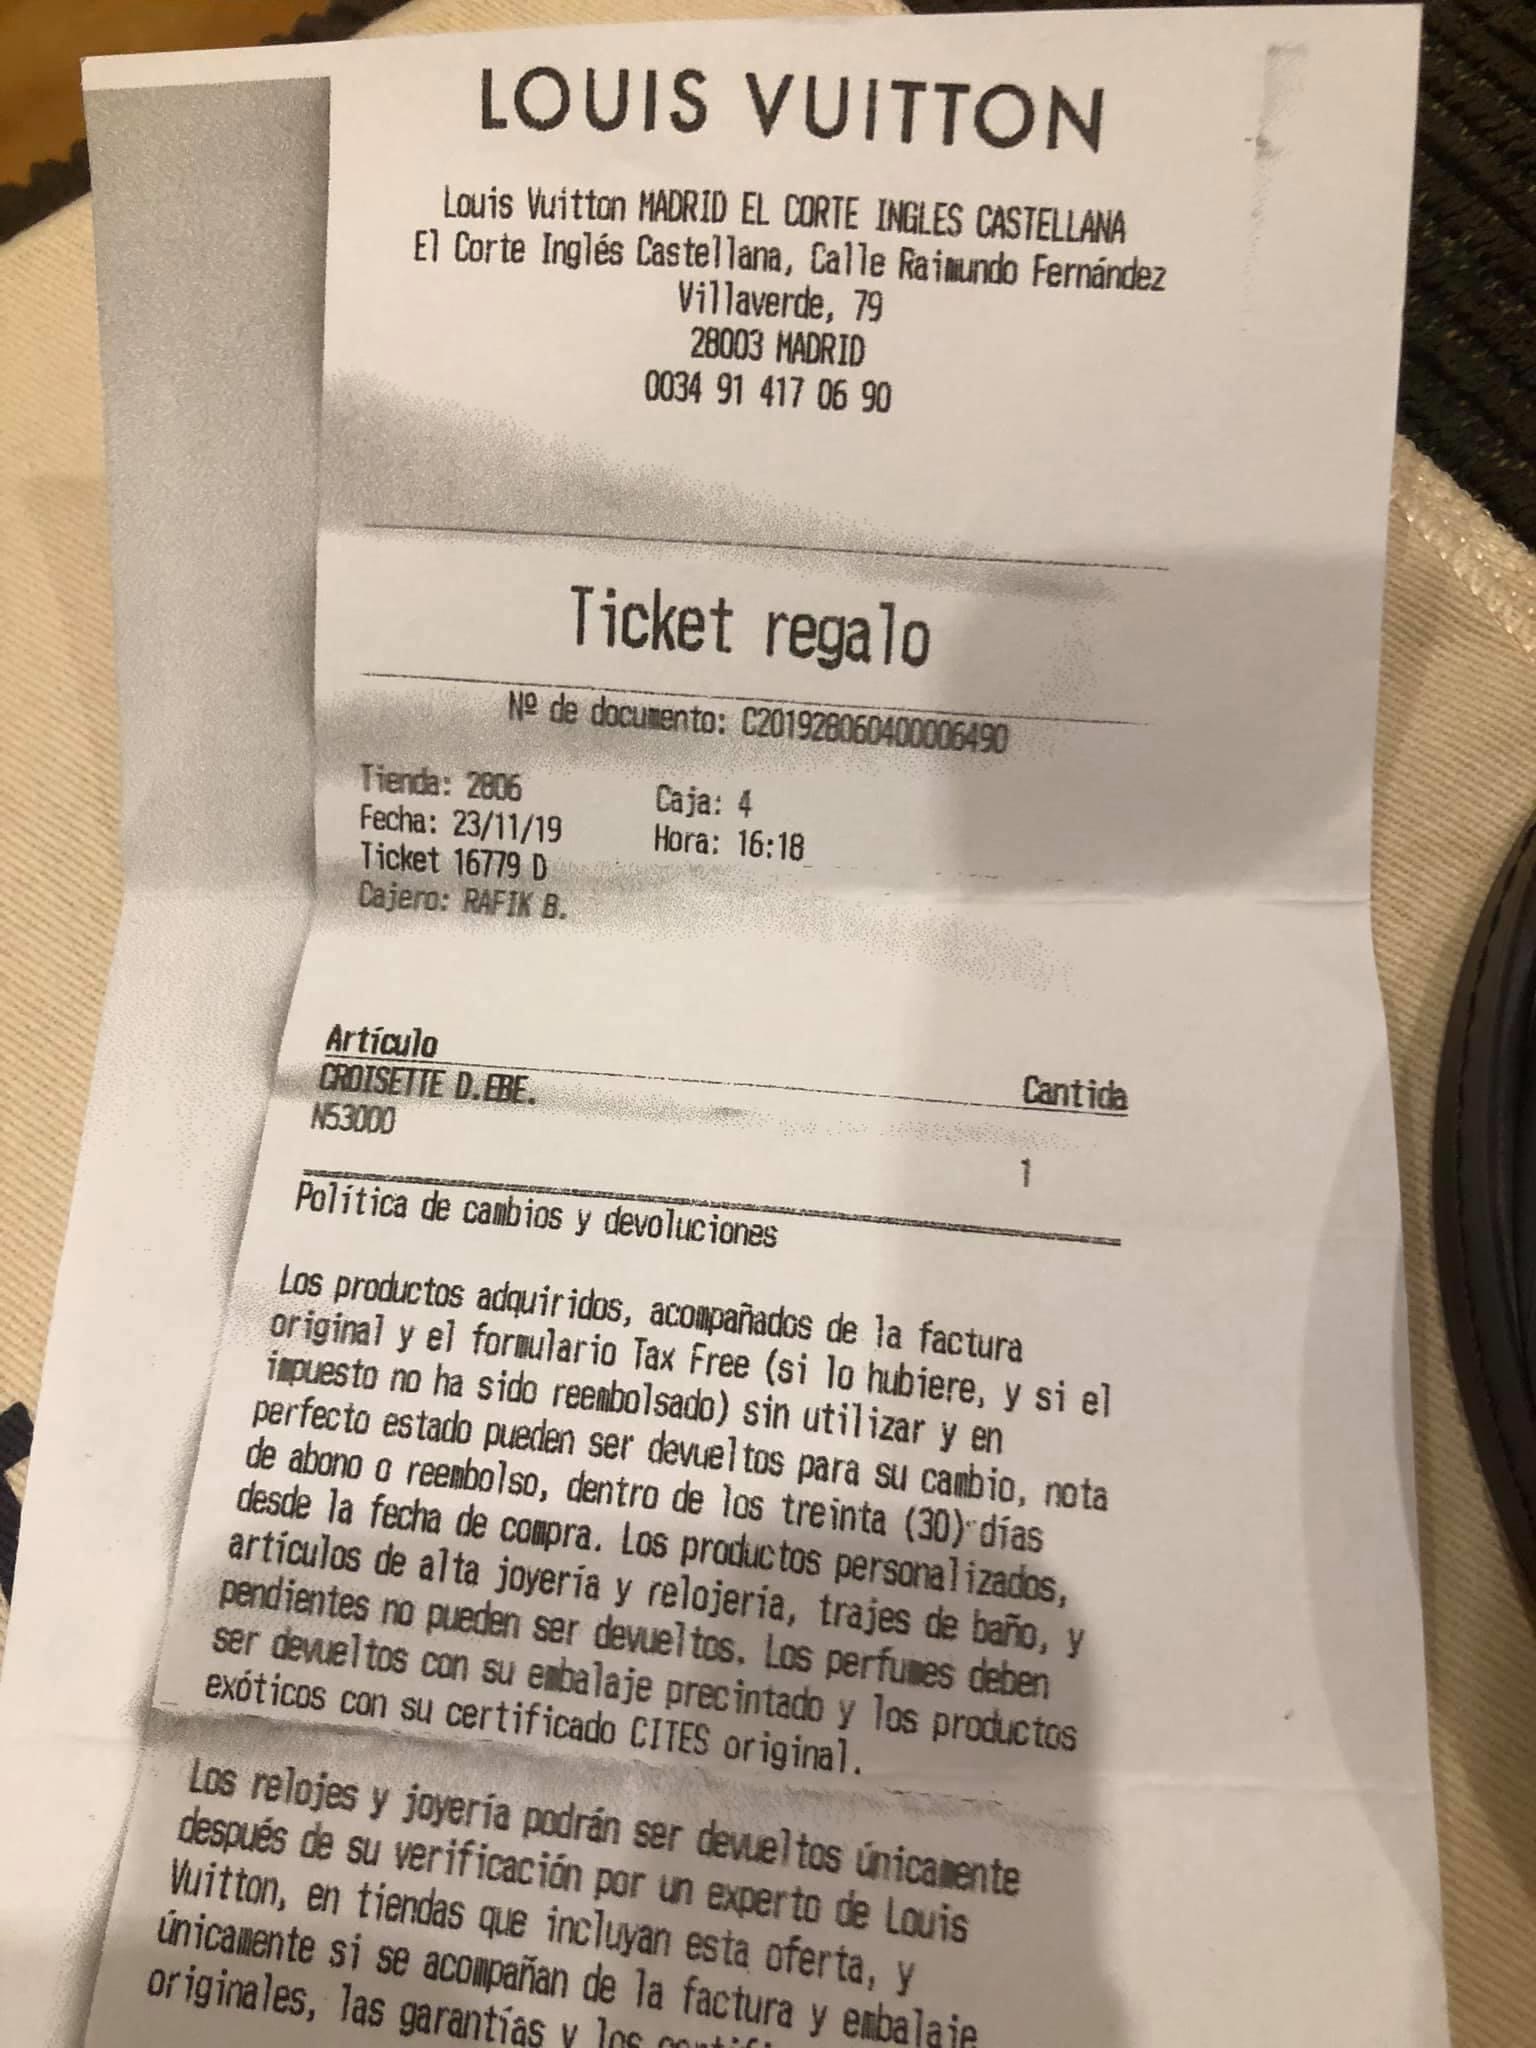 LOUIS VUITTON
Louis Vuitton MADRID EL CORTE INGLES CASTELLANA
El Corte Inglés Castellana, Calle Raimundo Fernández
Villaverde, 79
28003 MADRID
0034 91 417 06 90
Ticket regalo
Nº de documento: C201928060400006490
Tienda: 2806 Caja: 4
Fecha: 23/11/19 Hora: 16:18
Ticket 16779 D
Cajero: RAFIK B.
Artículo Cantida
CROISETTE D.EBE.
N53000
1
Política de cambios y devoluciones
Los productos adquiridos, acompañados de la factura
original y el formulario Tax Free (si lo hubiere, y si el
impuesto no ha sido reembolsado) sin utilizar y en
perfecto estado pueden ser devueltos para su cambio, nota
de abono o reembolso, dentro de los treinta (30) días
desde la fecha de compra. Los productos personalizados,
artículos de alta joyería y relojería, trajes de baño, y
pendientes no pueden ser devueltos. Los perfumes deben
ser devueltos con su embalaje precintado y los productos
exóticos con su certificado CITES original.
Los relojes y joyería podrán ser devueltos únicamente
después de su verificación por un experto de Louis
Vuitton, en tiendas que incluyan esta oferta, y
únicamente si se acompañan de la factura y embalaje
originales, las garantías y los